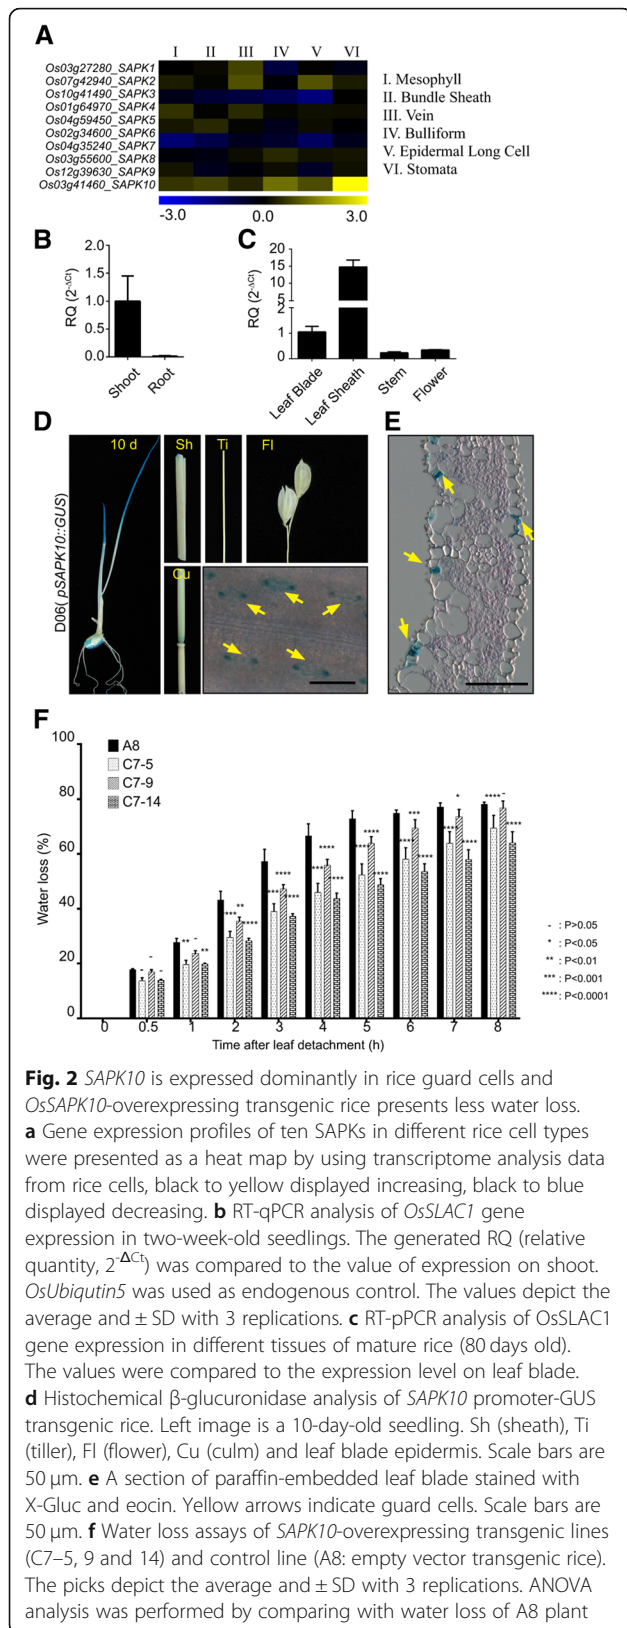 A
I II III IV V VI
Os03g27280_SAPK1
Os07g42940_SAPK2
Os10g41490_SAPK3
Os01g64970_SAPK4
Os04g59450_SAPK5
Os02g34600_SAPK6
Os04g35240_SAPK7
Os03g55600_SAPK8
Os12g39630_SAPK9
Os03g41460_SAPK10
I. Mesophyll
II. Bundle Sheath
III. Vein
IV. Bulliform
V. Epidermal Long Cell
VI. Stomata
-3.0 0.0 3.0
B
RQ (2-ΔCt)
2.0
1.5
1.0
0.5
0.0
Shoot Root
C
RQ (2-ΔCt)
20
15
10
5
2
1
0
Leaf Blade Leaf Sheath Stem Flower
D
D06(pSAPK10::GUS)
10 d
Sh
Ti
Fl
Cu
E
F
Water loss (%)
100
80
60
40
20
0
A8
C7-5
C7-9
C7-14
- : P>0.05
* : P<0.05
** : P<0.01
*** : P<0.001
**** : P<0.0001
0 0.5 1 2 3 4 5 6 7 8
Time after leaf detachment (h)
Fig. 2 SAPK10 is expressed dominantly in rice guard cells and
OsSAPK10-overexpressing transgenic rice presents less water loss.
a Gene expression profiles of ten SAPKs in different rice cell types
were presented as a heat map by using transcriptome analysis data
from rice cells, black to yellow displayed increasing, black to blue
displayed decreasing. b RT-qPCR analysis of OsSLAC1 gene
expression in two-week-old seedlings. The generated RQ (relative
quantity, 2-ΔCt) was compared to the value of expression on shoot.
OsUbiqutin5 was used as endogenous control. The values depict the
average and ± SD with 3 replications. c RT-pPCR analysis of OsSLAC1
gene expression in different tissues of mature rice (80 days old).
The values were compared to the expression level on leaf blade.
d Histochemical β-glucuronidase analysis of SAPK10 promoter-GUS
transgenic rice. Left image is a 10-day-old seedling. Sh (sheath), Ti
(tiller), Fl (flower), Cu (culm) and leaf blade epidermis. Scale bars are
50 μm. e A section of paraffin-embedded leaf blade stained with
X-Gluc and eocin. Yellow arrows indicate guard cells. Scale bars are
50 μm. f Water loss assays of SAPK10-overexpressing transgenic lines
(C7–5, 9 and 14) and control line (A8: empty vector transgenic rice).
The picks depict the average and ± SD with 3 replications. ANOVA
analysis was performed by comparing with water loss of A8 plant